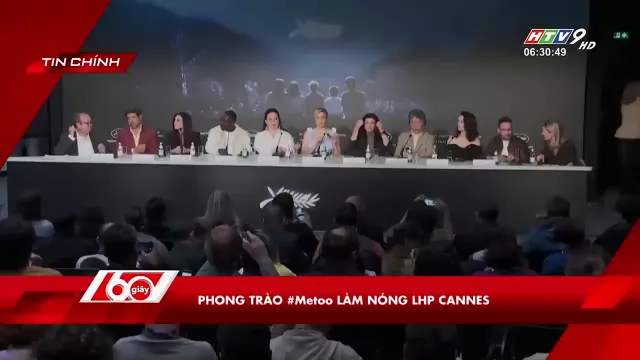 TIN CHÍNH
HTV9 HD
06:30:49
60 giây
PHONG TRÀO #Metoo LÀM NÓNG LHP CANNES